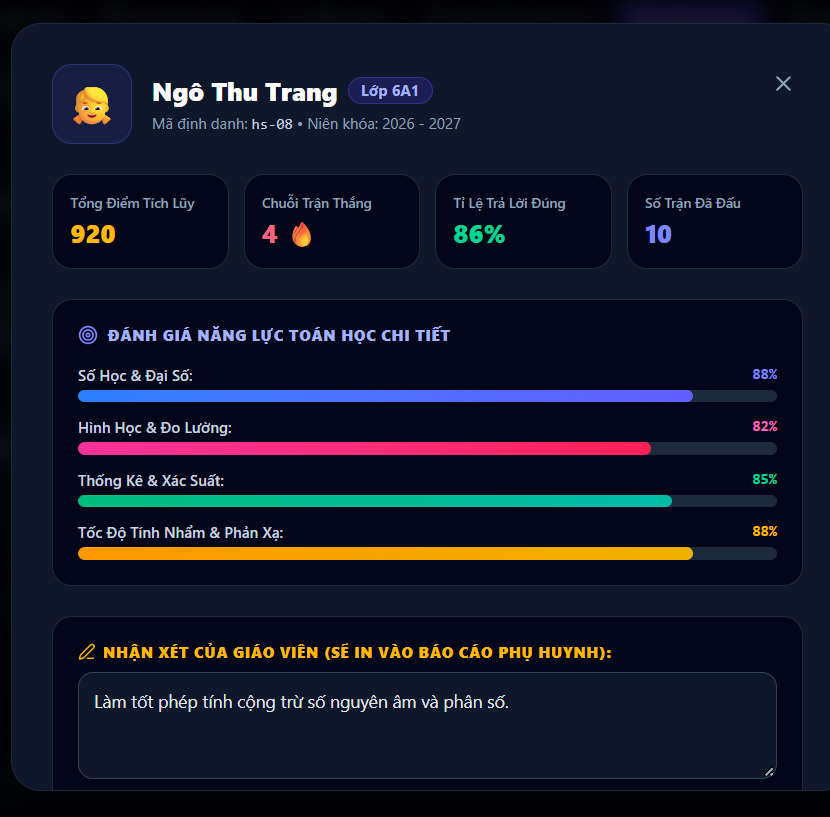 Ngô Thu Trang Lớp 6A1
Mã định danh: hs-08 • Niên khóa: 2026 - 2027
Tổng Điểm Tích Lũy
920
Chuỗi Trận Thắng
4
Tỉ Lệ Trả Lời Đúng
86%
Số Trận Đã Đấu
10
ĐÁNH GIÁ NĂNG LỰC TOÁN HỌC CHI TIẾT
Số Học & Đại Số: 88%
Hình Học & Đo Lường: 82%
Thống Kê & Xác Suất: 85%
Tốc Độ Tính Nhẩm & Phản Xạ: 88%
NHẬN XÉT CỦA GIÁO VIÊN (SẼ IN VÀO BÁO CÁO PHỤ HUYNH):
Làm tốt phép tính cộng trừ số nguyên âm và phân số.